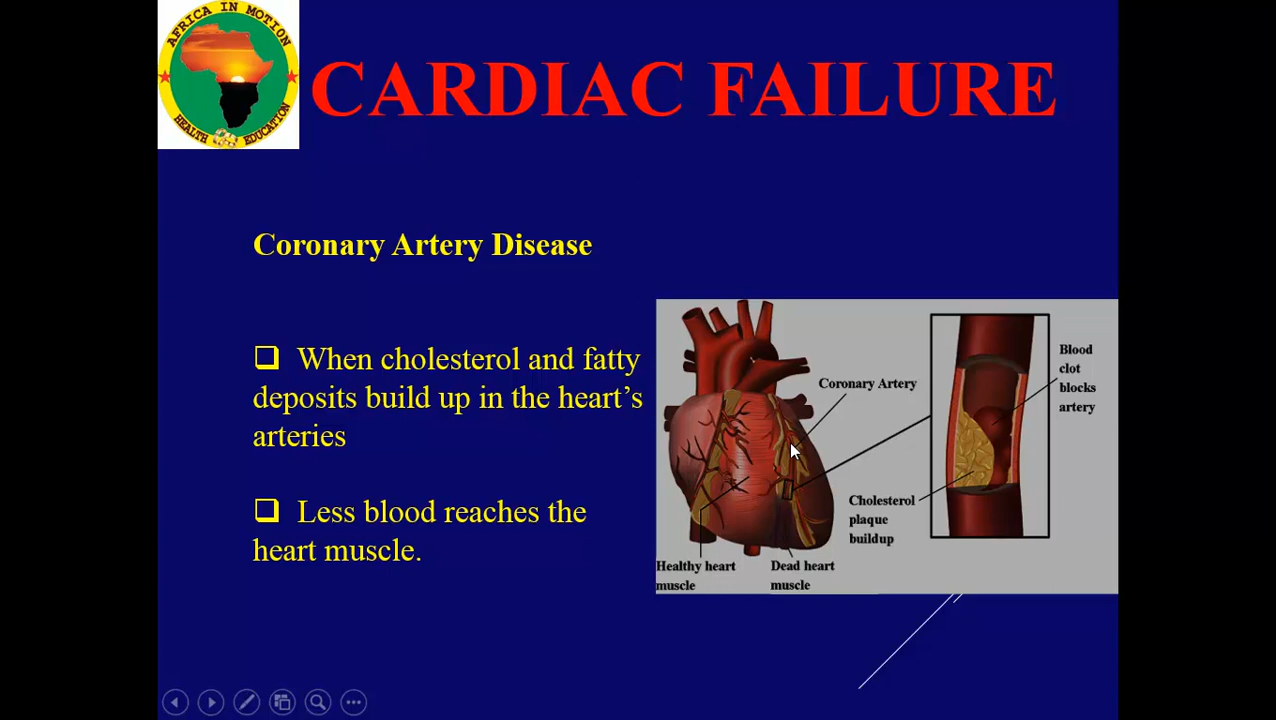 AFRICA IN MOTION
HEALTH EDUCATION
CARDIAC FAILURE
Coronary Artery Disease
When cholesterol and fatty
deposits build up in the heart’s
arteries
Less blood reaches the
heart muscle.
Coronary Artery
Blood
clot
blocks
artery
Cholesterol
plaque
buildup
Healthy heart
muscle
Dead heart
muscle